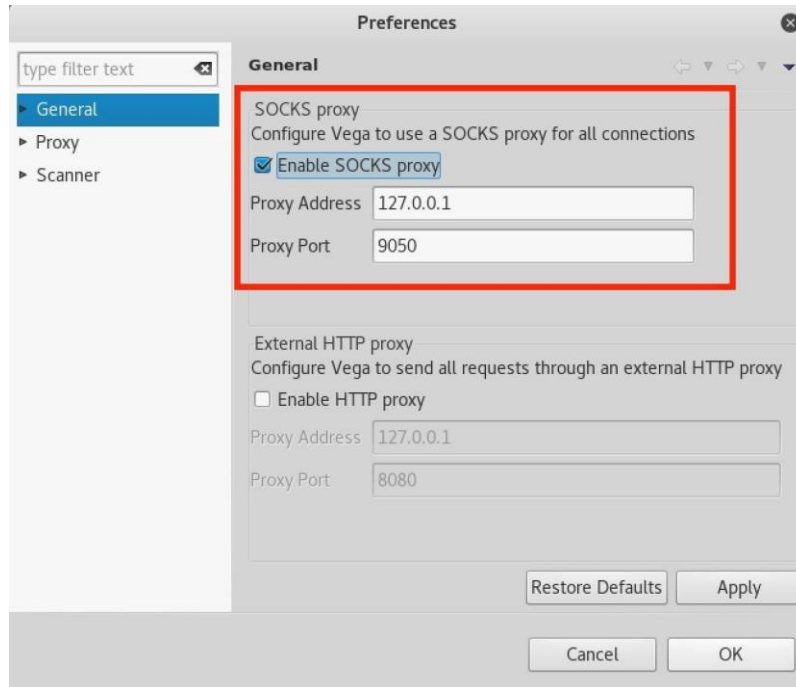 Preferences
type filter text
General
Proxy
Scanner
General
SOCKS proxy
Configure Vega to use a SOCKS proxy for all connections
Enable SOCKS proxy
Proxy Address 127.0.0.1
Proxy Port 9050
External HTTP proxy
Configure Vega to send all requests through an external HTTP proxy
Enable HTTP proxy
Proxy Address 127.0.0.1
Proxy Port 8080
Restore Defaults Apply
Cancel OK